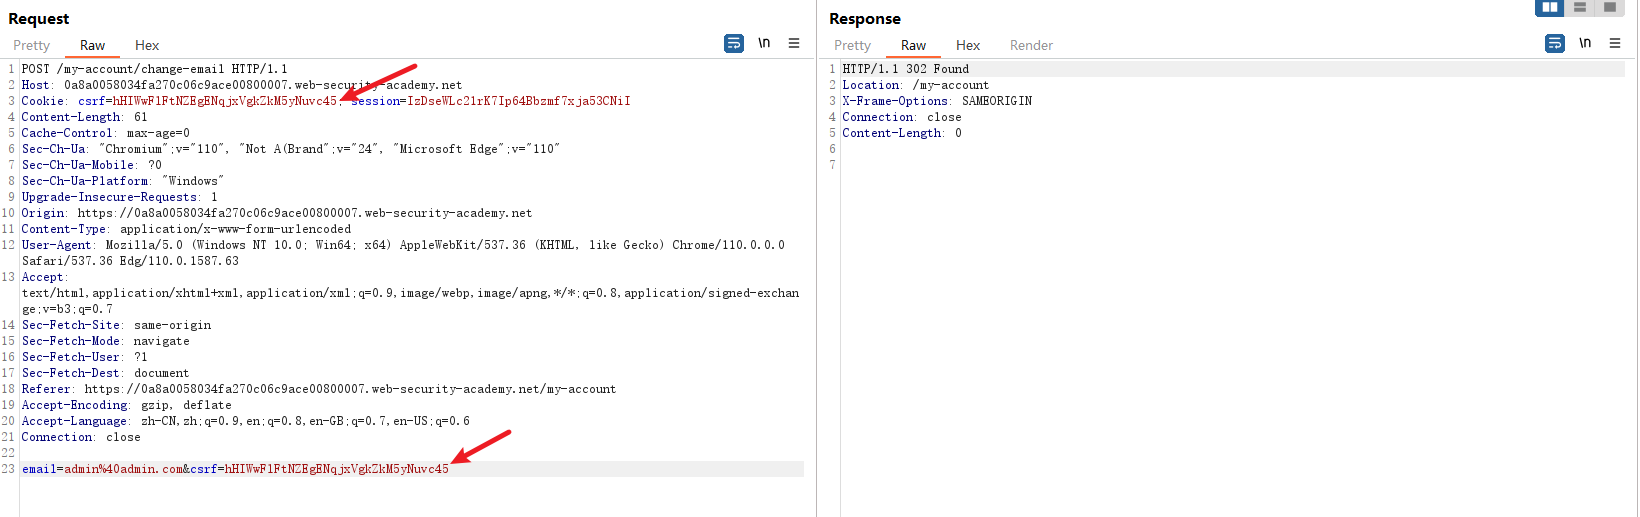 Request
Pretty Raw Hex \n
1 POST /my-account/change-email HTTP/1.1
2 Host: 0a8a0058034fa270c06c9ace00800007.web-security-academy.net
3 Cookie: csrf=hHIWwFlFtNZEgENqjxVgkZkM5yNuvc45; session=IzDseWLc21rK7Ip64Bbzmf7xja53CNiI
4 Content-Length: 61
5 Cache-Control: max-age=0
6 Sec-Ch-Ua: "Chromium";v="110", "Not A(Brand";v="24", "Microsoft Edge";v="110"
7 Sec-Ch-Ua-Mobile: ?0
8 Sec-Ch-Ua-Platform: "Windows"
9 Upgrade-Insecure-Requests: 1
10 Origin: https://0a8a0058034fa270c06c9ace00800007.web-security-academy.net
11 Content-Type: application/x-www-form-urlencoded
12 User-Agent: Mozilla/5.0 (Windows NT 10.0; Win64; x64) AppleWebKit/537.36 (KHTML, like Gecko) Chrome/110.0.0.0
Safari/537.36 Edg/110.0.1587.63
13 Accept:
text/html,application/xhtml+xml,application/xml;q=0.9,image/webp,image/apng,*/*;q=0.8,application/signed-exchan
ge;v=b3;q=0.7
14 Sec-Fetch-Site: same-origin
15 Sec-Fetch-Mode: navigate
16 Sec-Fetch-User: ?1
17 Sec-Fetch-Dest: document
18 Referer: https://0a8a0058034fa270c06c9ace00800007.web-security-academy.net/my-account
19 Accept-Encoding: gzip, deflate
20 Accept-Language: zh-CN,zh;q=0.9,en;q=0.8,en-GB;q=0.7,en-US;q=0.6
21 Connection: close
22
23 email=admin%40admin.com&csrf=hHIWwFlFtNZEgENqjxVgkZkM5yNuvc45
Response
Pretty Raw Hex Render \n
1 HTTP/1.1 302 Found
2 Location: /my-account
3 X-Frame-Options: SAMEORIGIN
4 Connection: close
5 Content-Length: 0
6
7